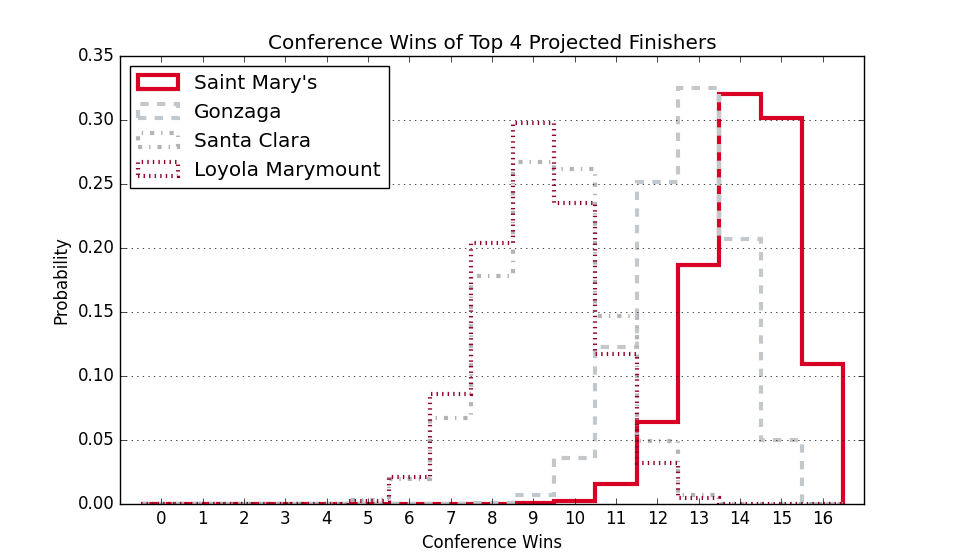 Conference Wins of Top 4 Projected Finishers
0.35
0.30
0.25
0.20
0.15
0.10
0.05
0.00
Probability
Saint Mary's
Gonzaga
Santa Clara
Loyola Marymount
0 1 2 3 4 5 6 7 8 9 10 11 12 13 14 15 16
Conference Wins